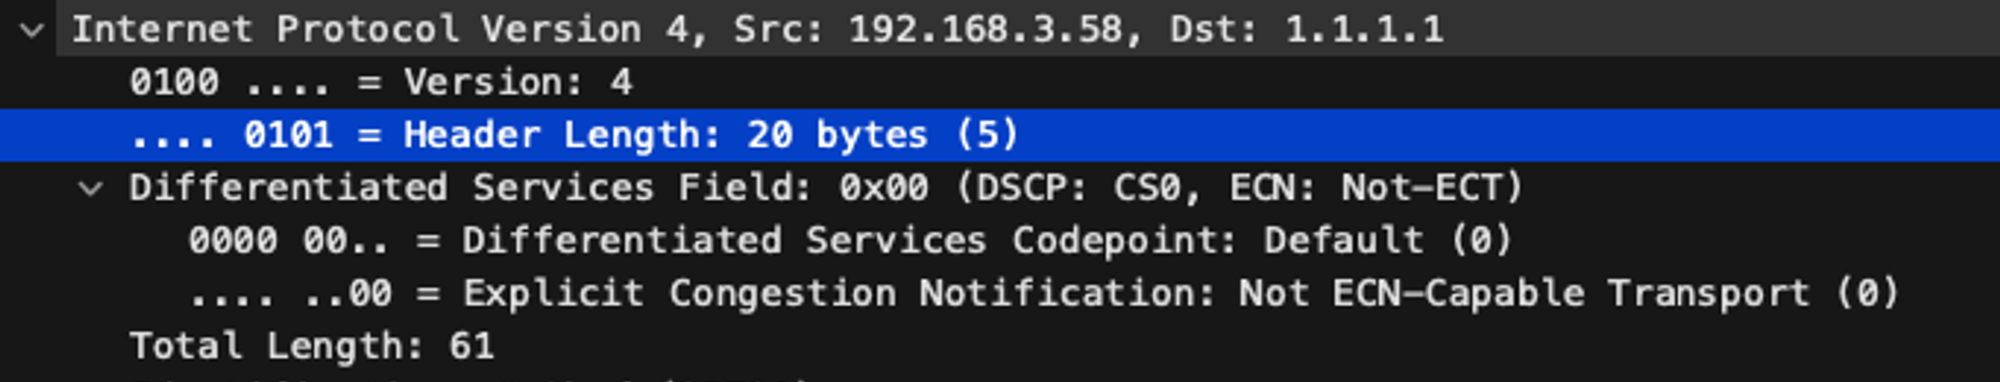 Internet Protocol Version 4, Src: 192.168.3.58, Dst: 1.1.1.1
0100 .... = Version: 4
.... 0101 = Header Length: 20 bytes (5)
Differentiated Services Field: 0x00 (DSCP: CS0, ECN: Not-ECT)
0000 00.. = Differentiated Services Codepoint: Default (0)
.... ..00 = Explicit Congestion Notification: Not ECN-Capable Transport (0)
Total Length: 61